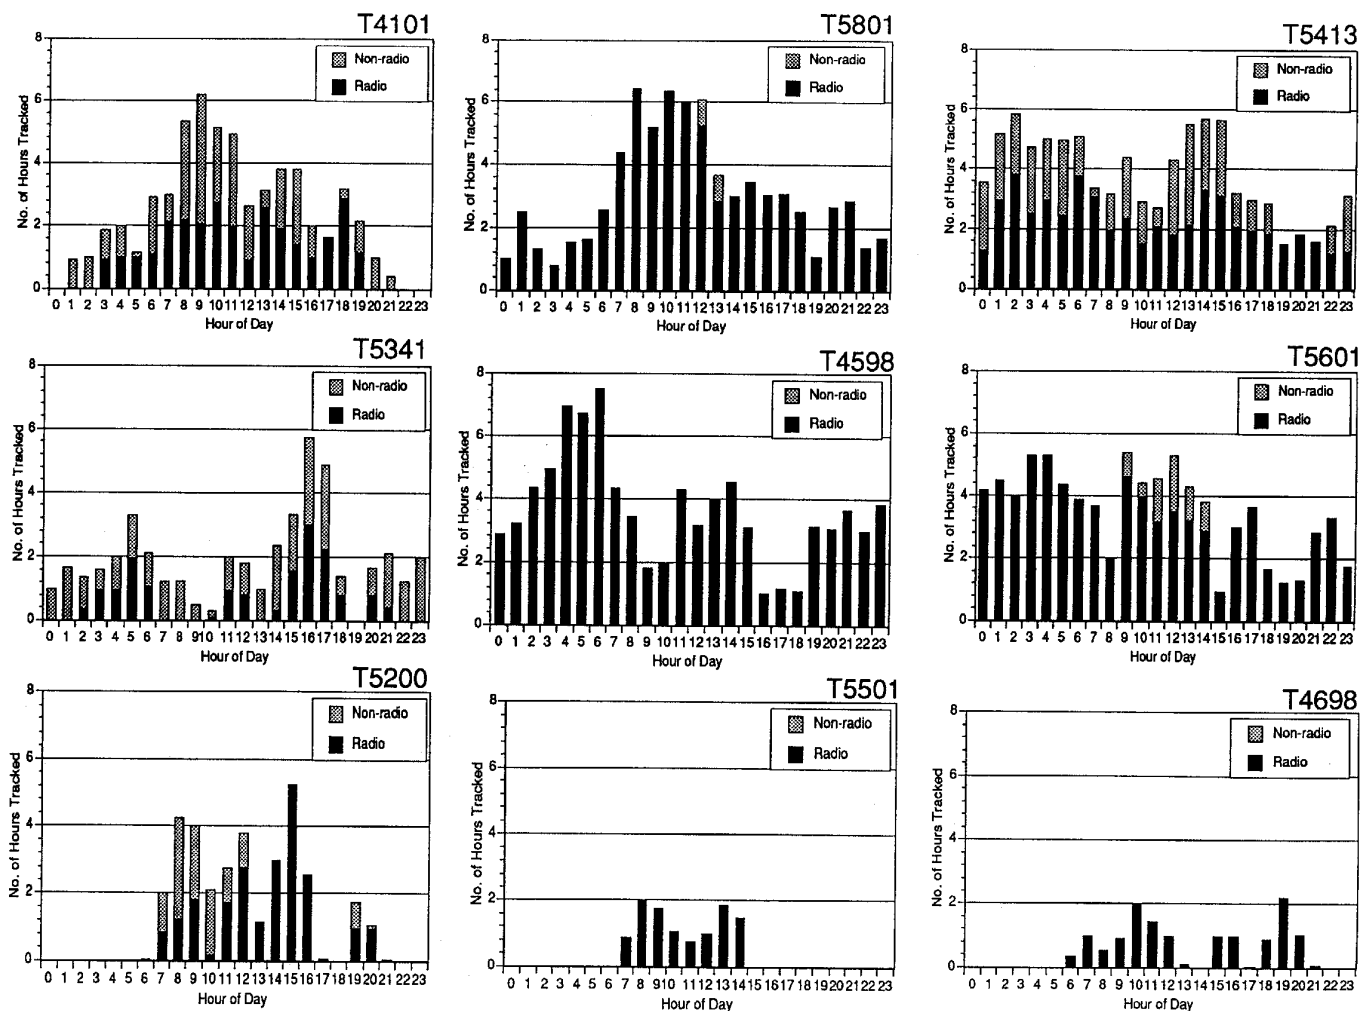 T4101
8
6
4
2
0
No. of Hours Tracked
Non-radio
Radio
0 1 2 3 4 5 6 7 8 9 10 11 12 13 14 15 16 17 18 19 20 21 22 23
Hour of Day
T5801
8
6
4
2
0
No. of Hours Tracked
Non-radio
Radio
0 1 2 3 4 5 6 7 8 9 10 11 12 13 14 15 16 17 18 19 20 21 22 23
Hour of Day
T5413
8
6
4
2
0
No. of Hours Tracked
Non-radio
Radio
0 1 2 3 4 5 6 7 8 9 10 11 12 13 14 15 16 17 18 19 20 21 22 23
Hour of Day
T5341
8
6
4
2
0
No. of Hours Tracked
Non-radio
Radio
0 1 2 3 4 5 6 7 8 9 10 11 12 13 14 15 16 17 18 19 20 21 22 23
Hour of Day
T4598
8
6
4
2
0
No. of Hours Tracked
Non-radio
Radio
0 1 2 3 4 5 6 7 8 9 10 11 12 13 14 15 16 17 18 19 20 21 22 23
Hour of Day
T5601
8
6
4
2
0
No. of Hours Tracked
Non-radio
Radio
0 1 2 3 4 5 6 7 8 9 10 11 12 13 14 15 16 17 18 19 20 21 22 23
Hour of Day
T5200
8
6
4
2
0
No. of Hours Tracked
Non-radio
Radio
0 1 2 3 4 5 6 7 8 9 10 11 12 13 14 15 16 17 18 19 20 21 22 23
Hour of Day
T5501
8
6
4
2
0
No. of Hours Tracked
Non-radio
Radio
0 1 2 3 4 5 6 7 8 9 10 11 12 13 14 15 16 17 18 19 20 21 22 23
Hour of Day
T4698
8
6
4
2
0
No. of Hours Tracked
Non-radio
Radio
0 1 2 3 4 5 6 7 8 9 10 11 12 13 14 15 16 17 18 19 20 21 22 23
Hour of Day